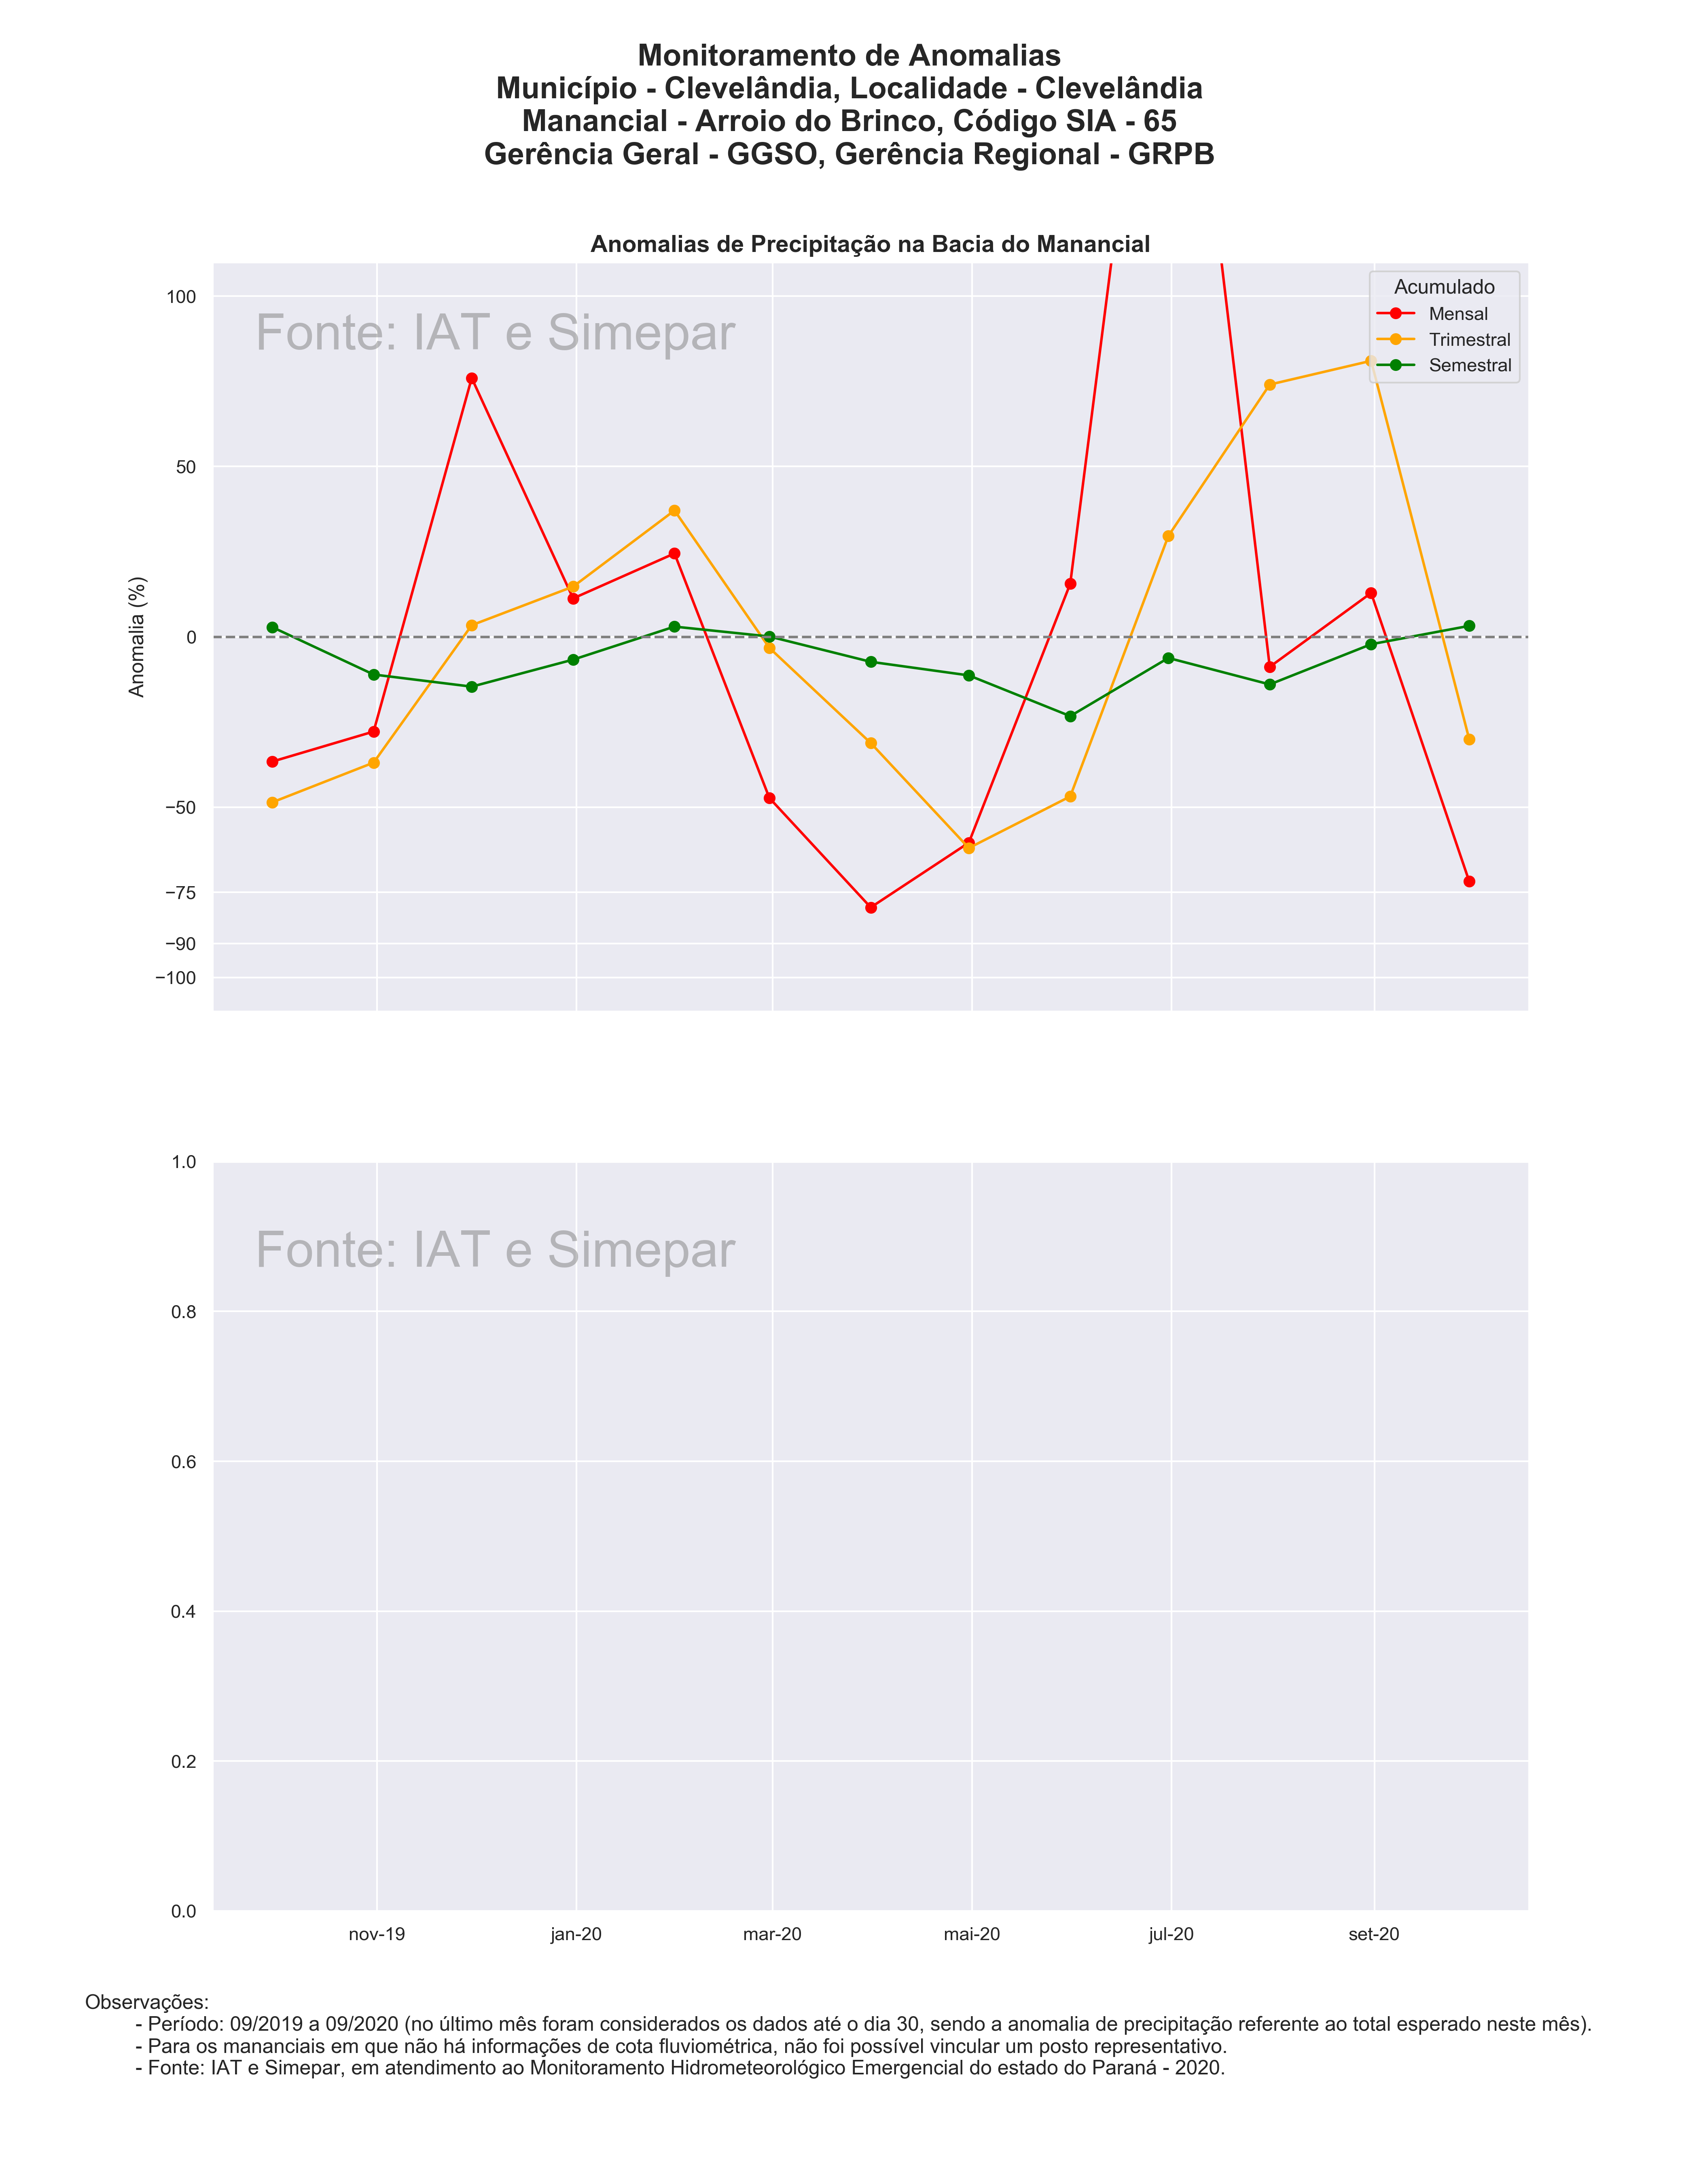 Monitoramento de Anomalias
Município - Clevelândia, Localidade - Clevelândia
Manancial - Arroio do Brinco, Código SIA - 65
Gerência Geral - GGSO, Gerência Regional - GRPB
Anomalias de Precipitação na Bacia do Manancial
Fonte: IAT e Simepar
Acumulado
Mensal
Trimestral
Semestral
Anomalia (%)
100
50
0
−50
−75
−90
−100
Fonte: IAT e Simepar
1.0
0.8
0.6
0.4
0.2
0.0
nov-19 jan-20 mar-20 mai-20 jul-20 set-20
Observações:
- Período: 09/2019 a 09/2020 (no último mês foram considerados os dados até o dia 30, sendo a anomalia de precipitação referente ao total esperado neste mês).
- Para os mananciais em que não há informações de cota fluviométrica, não foi possível vincular um posto representativo.
- Fonte: IAT e Simepar, em atendimento ao Monitoramento Hidrometeorológico Emergencial do estado do Paraná - 2020.